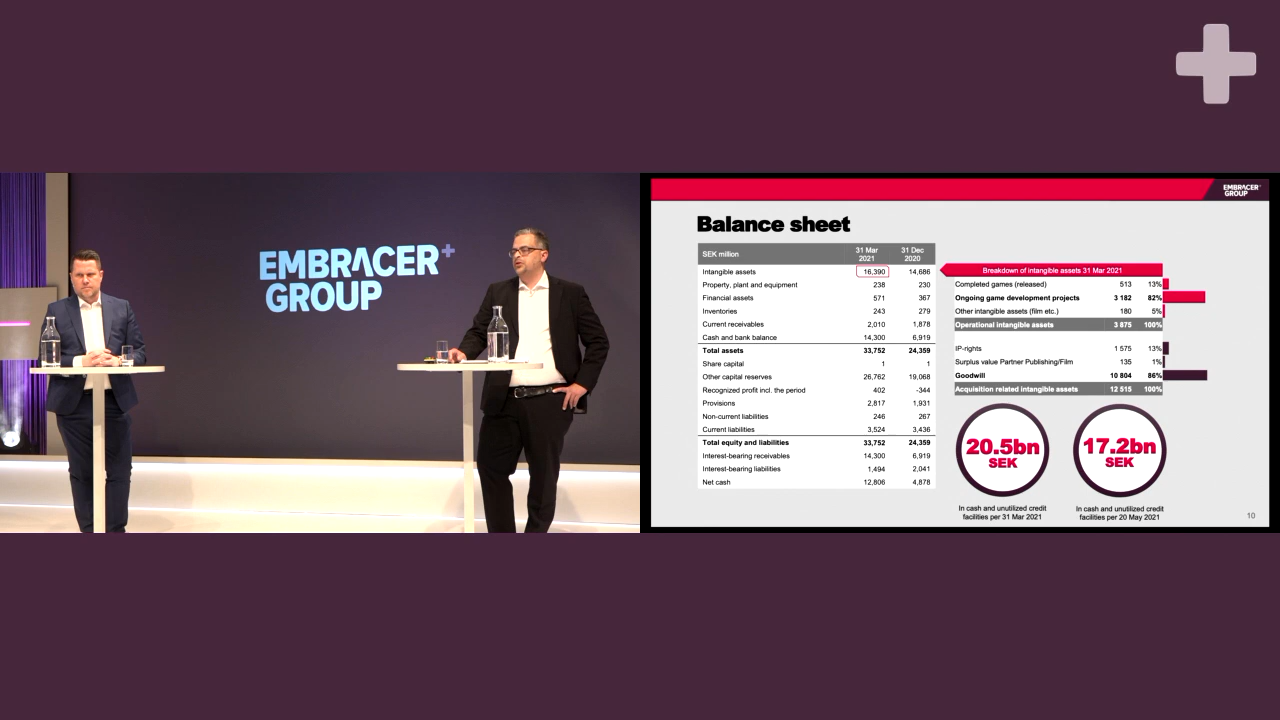 EMBRACER+
GROUP
EMBRACER+
GROUP
Balance sheet
SEK million 31 Mar 2021 31 Dec 2020
Intangible assets 16,390 14,686
Property, plant and equipment 238 230
Financial assets 571 367
Inventories 243 279
Current receivables 2,010 1,878
Cash and bank balance 14,300 6,919
Total assets 33,752 24,359
Share capital 1 1
Other capital reserves 26,762 19,068
Recognized profit incl. the period 402 -344
Provisions 2,817 1,931
Non-current liabilities 246 267
Current liabilities 3,524 3,436
Total equity and liabilities 33,752 24,359
Interest-bearing receivables 14,300 6,919
Interest-bearing liabilities 1,494 2,041
Net cash 12,806 4,878
Breakdown of intangible assets 31 Mar 2021
Completed games (released) 513 13%
Ongoing game development projects 3 182 82%
Other intangible assets (film etc.) 180 5%
Operational intangible assets 3 875 100%
IP-rights 1 575 13%
Surplus value Partner Publishing/Film 135 1%
Goodwill 10 804 86%
Acquisition related intangible assets 12 515 100%
20.5bn
SEK
In cash and unutilized credit
facilities per 31 Mar 2021
17.2bn
SEK
In cash and unutilized credit
facilities per 20 May 2021
10